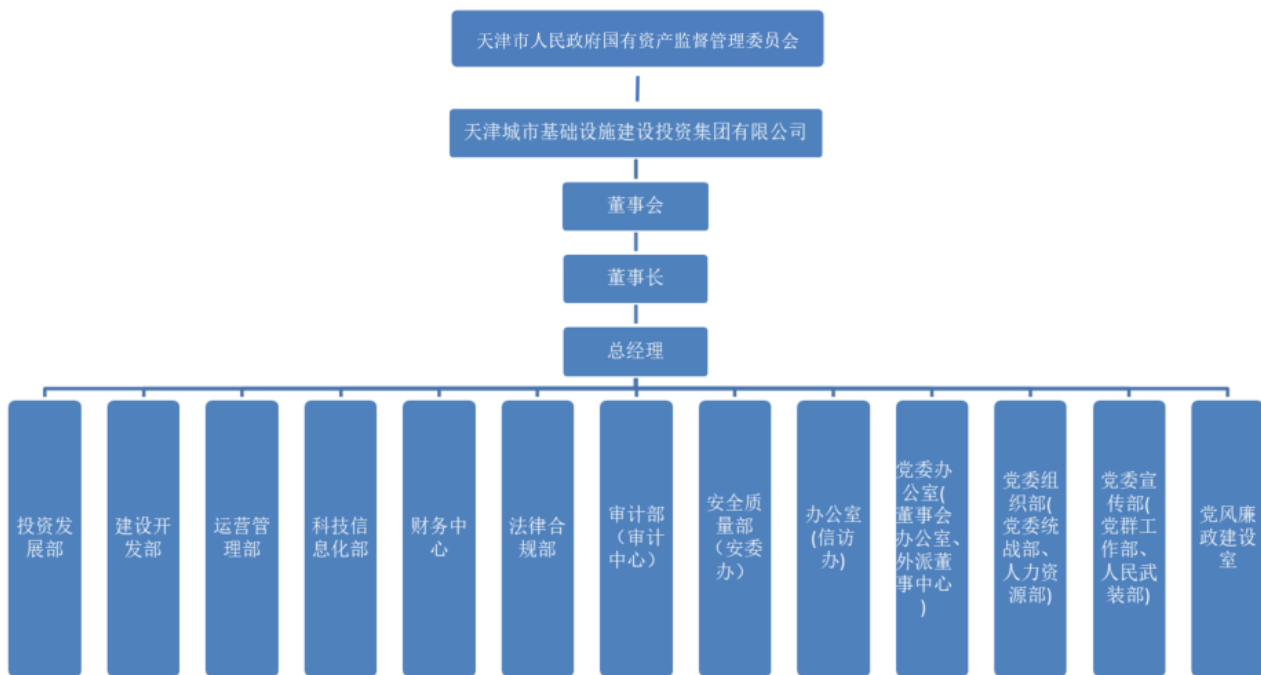 天津市人民政府国有资产监督管理委员会
天津城市基础设施建设投资集团有限公司
董事会
董事长
总经理
投资发
展部
建设开
发部
运营管
理部
科技信
息化部
财务中
心
法律合
规部
审计部
（审计
中心）
安全质
量部
（安委
办）
办公室
(信访
办)
党委办
公室(
董事会
办公室、
外派董
事中心
)
党委组
织部(
党委统
战部、
人力资
源部)
党委宣
传部(
党群工
作部、
人民武
装部)
党风廉
政建设
室